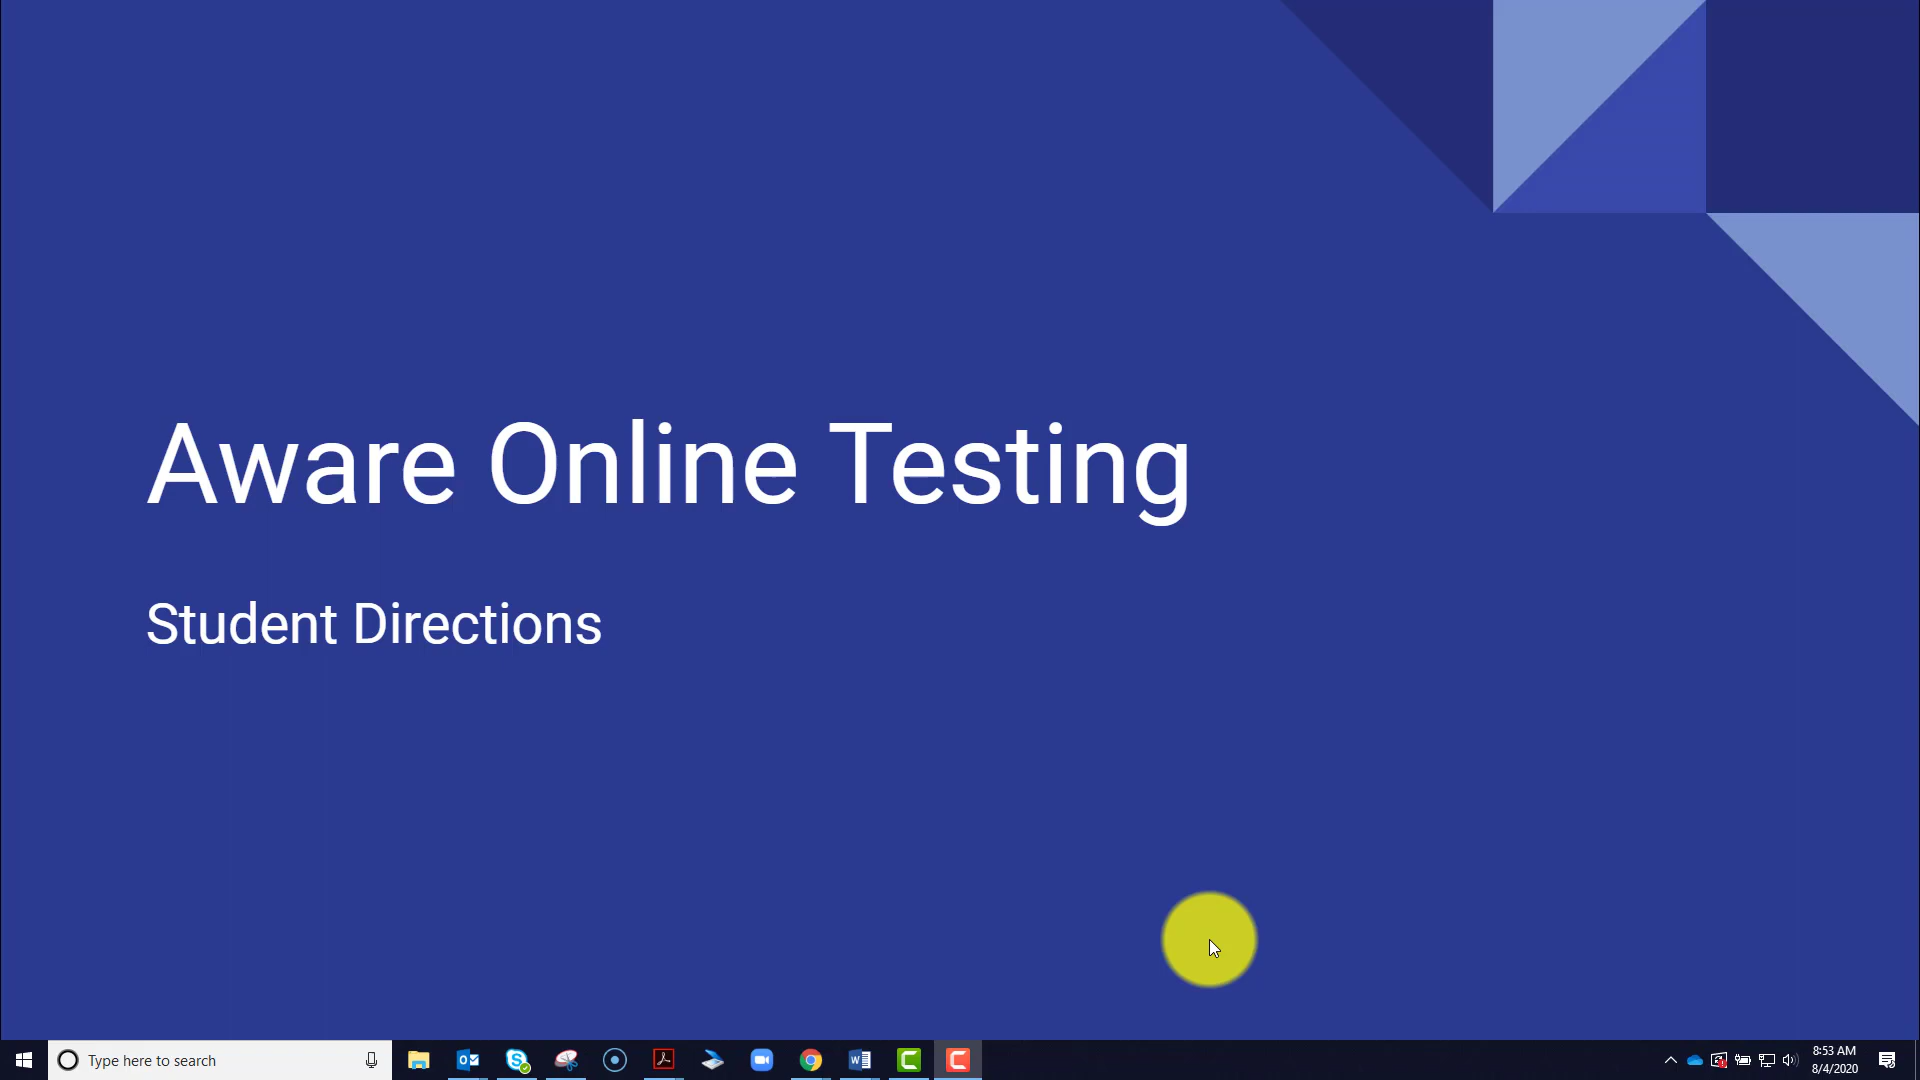 Aware Online Testing
Student Directions
Type here to search
8:53 AM
8/4/2020